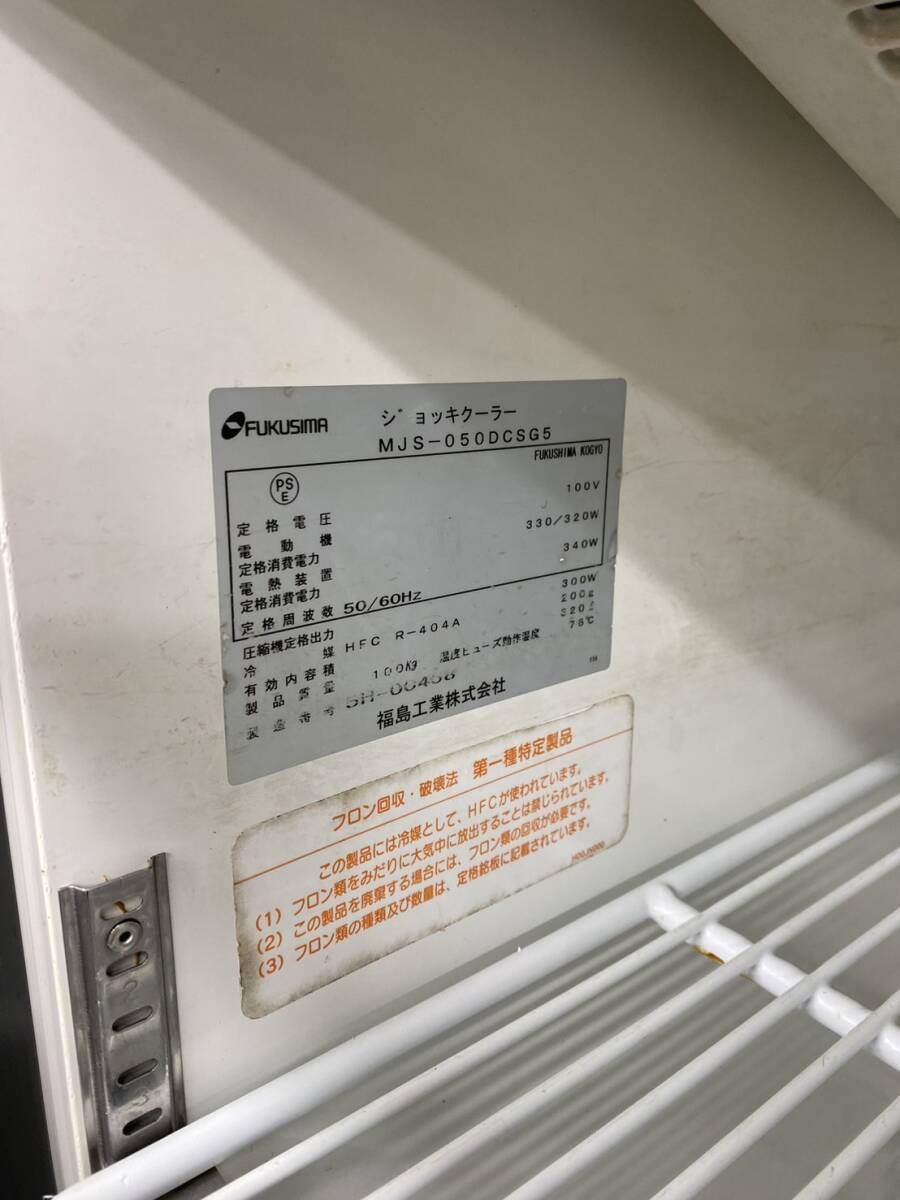 FUKUSIMA
ジョッキクーラー
MJS-050DCSG5
FUKUSHIMA KOGYO
PS
E
定格電圧 100V
電動機
定格消費電力 330/320W
電熱装置
定格消費電力 340W
定格周波数 50/60Hz
圧縮機定格出力 300W
冷媒 HFC R-404A 200g
有効内容積 320ℓ
製品質量 100Kg 温度ヒューズ動作温度 76℃
製造番号
福島工業株式会社
フロン回収・破壊法 第一種特定製品
この製品には冷媒として、HFCが使われています。
(1) フロン類をみだりに大気中に放出することは禁じられています。
(2) この製品を廃棄する場合には、フロン類の回収が必要です。
(3) フロン類の種類及び数量は、定格銘板に記載されています。